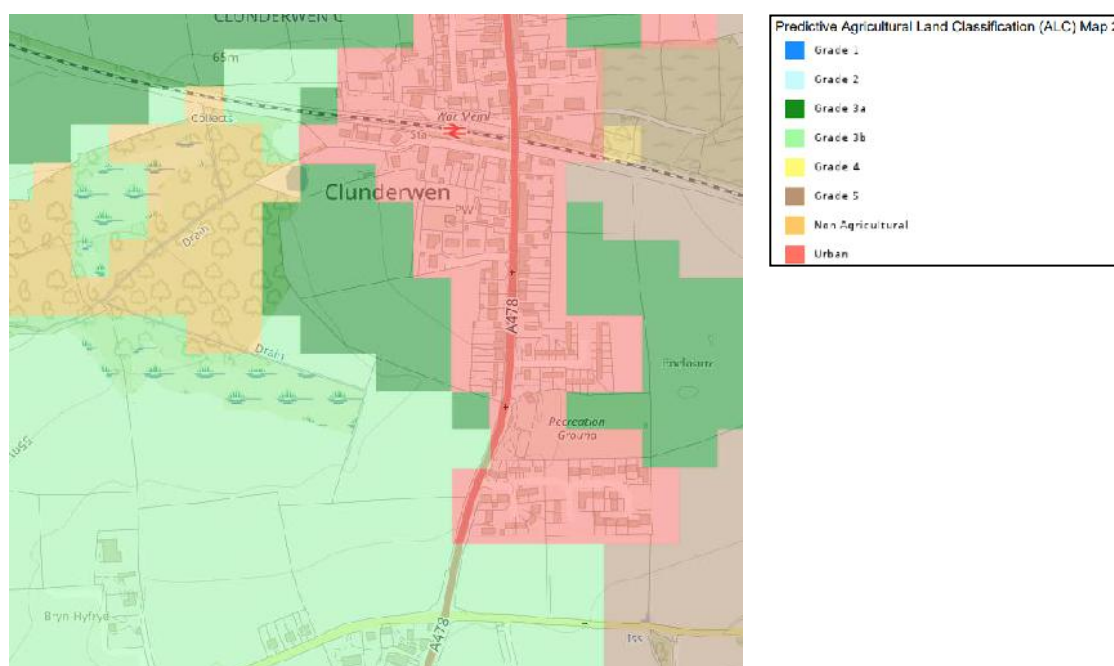 CLUNDERWEN C
65m
Collects
Sta
Clunderwen
PW
Drain
A478
Drain
Enclosure
Recreation
Ground
Bryn Hyfryd
A478
Iss
Predictive Agricultural Land Classification (ALC) Map 2
Grade 1
Grade 2
Grade 3a
Grade 3b
Grade 4
Grade 5
Non Agricultural
Urban